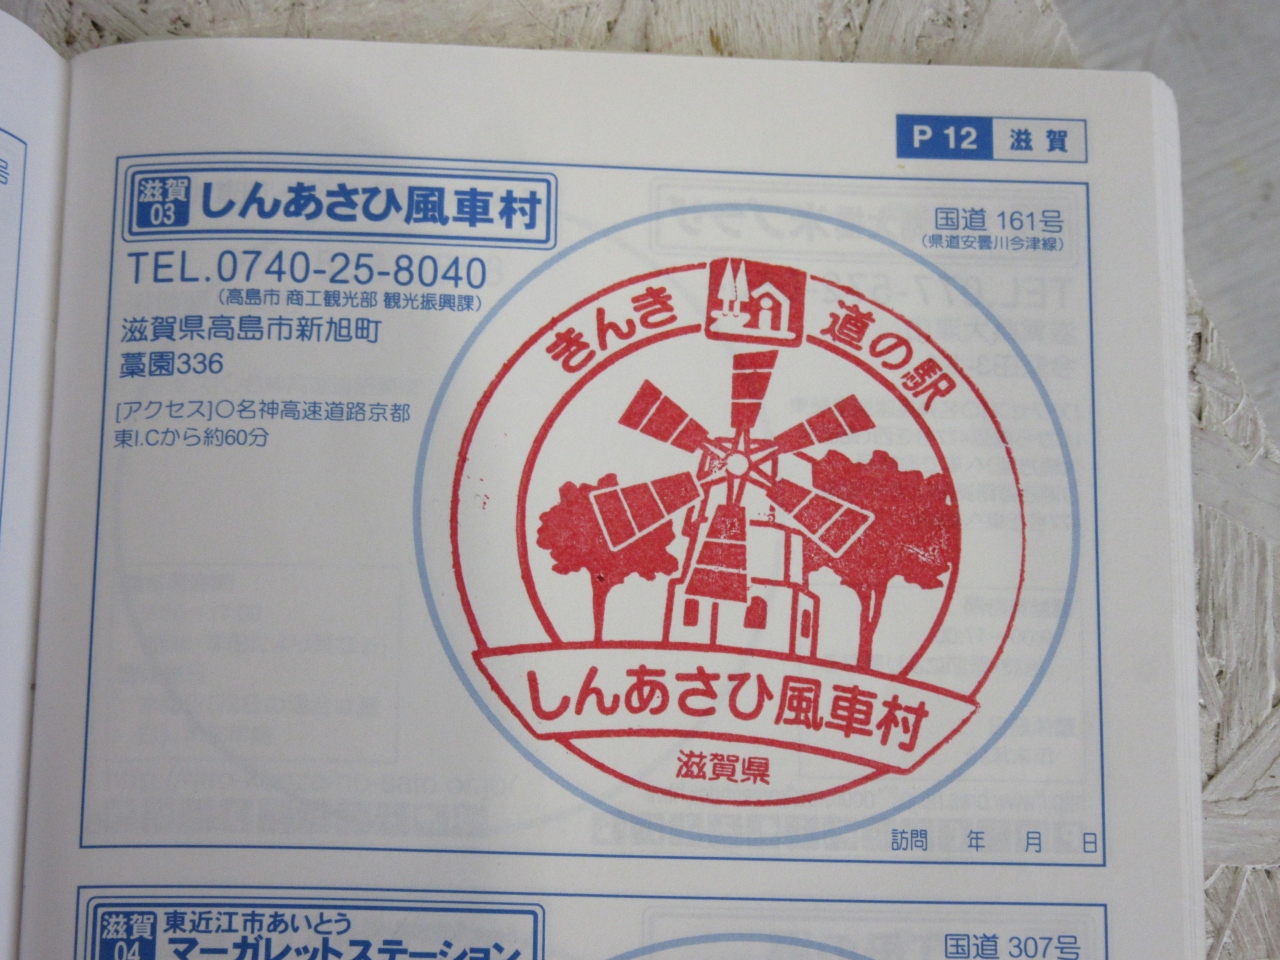 P 12 滋賀
滋賀
03
しんあさひ風車村
国道 161号
(県道安曇川今津線)
TEL.0740-25-8040
(高島市 商工観光部 観光振興課)
滋賀県高島市新旭町
藁園336
[アクセス]○名神高速道路京都
東I.Cから約60分
きんき 道の駅
しんあさひ風車村
滋賀県
訪問 年 月 日
滋賀
04
東近江市あいとう
マーガレットステーション
国道 307号